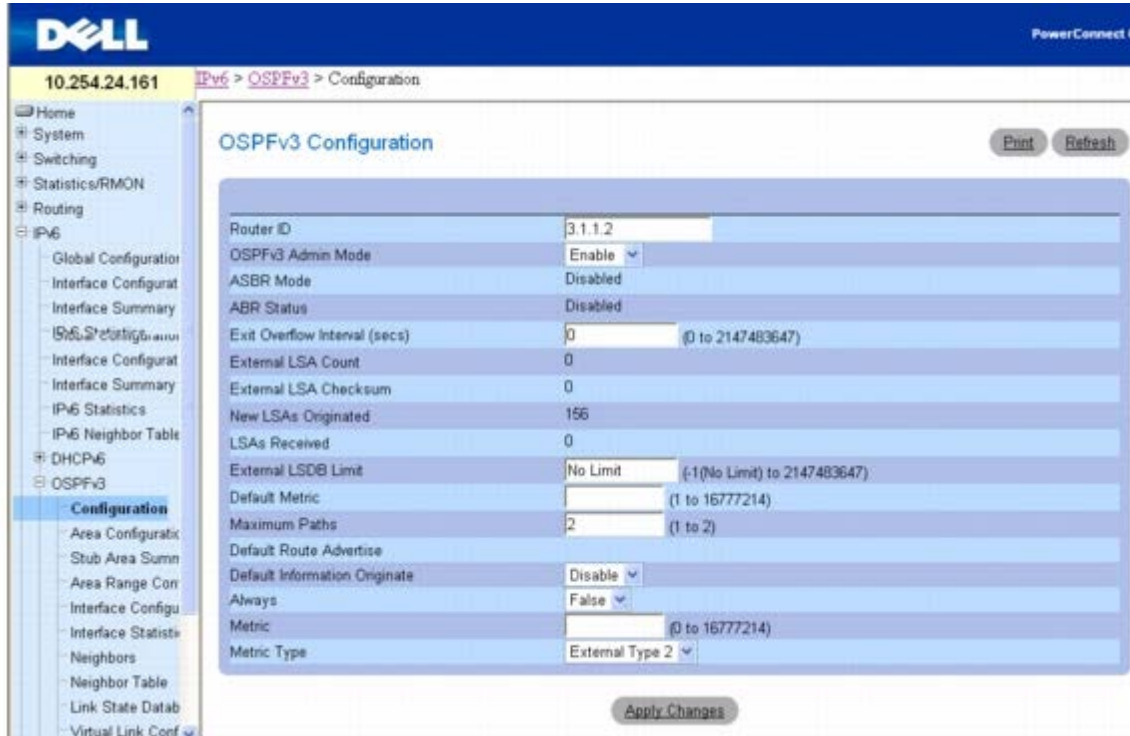 DELL
PowerConnect
10.254.24.161
IPv6 > OSPFv3 > Configuration
Home
System
Switching
Statistics/RMON
Routing
IPv6
Global Configuration
Interface Configurat
Interface Summary
Interface Configurat
Interface Summary
IPv6 Statistics
IPv6 Neighbor Table
DHCPv6
OSPFv3
Configuration
Area Configuratic
Stub Area Summ
Area Range Con
Interface Configu
Interface Statisti
Neighbors
Neighbor Table
Link State Datab
Virtual Link Conf
OSPFv3 Configuration
Print Refresh
Router ID 3.1.1.2
OSPFv3 Admin Mode Enable
ASBR Mode Disabled
ABR Status Disabled
Exit Overflow Interval (secs) 0 (0 to 2147483647)
External LSA Count 0
External LSA Checksum 0
New LSAs Originated 156
LSAs Received 0
External LSDB Limit No Limit (-1(No Limit) to 2147483647)
Default Metric (1 to 16777214)
Maximum Paths 2 (1 to 2)
Default Route Advertise
Default Information Originate Disable
Always False
Metric (0 to 16777214)
Metric Type External Type 2
Apply Changes